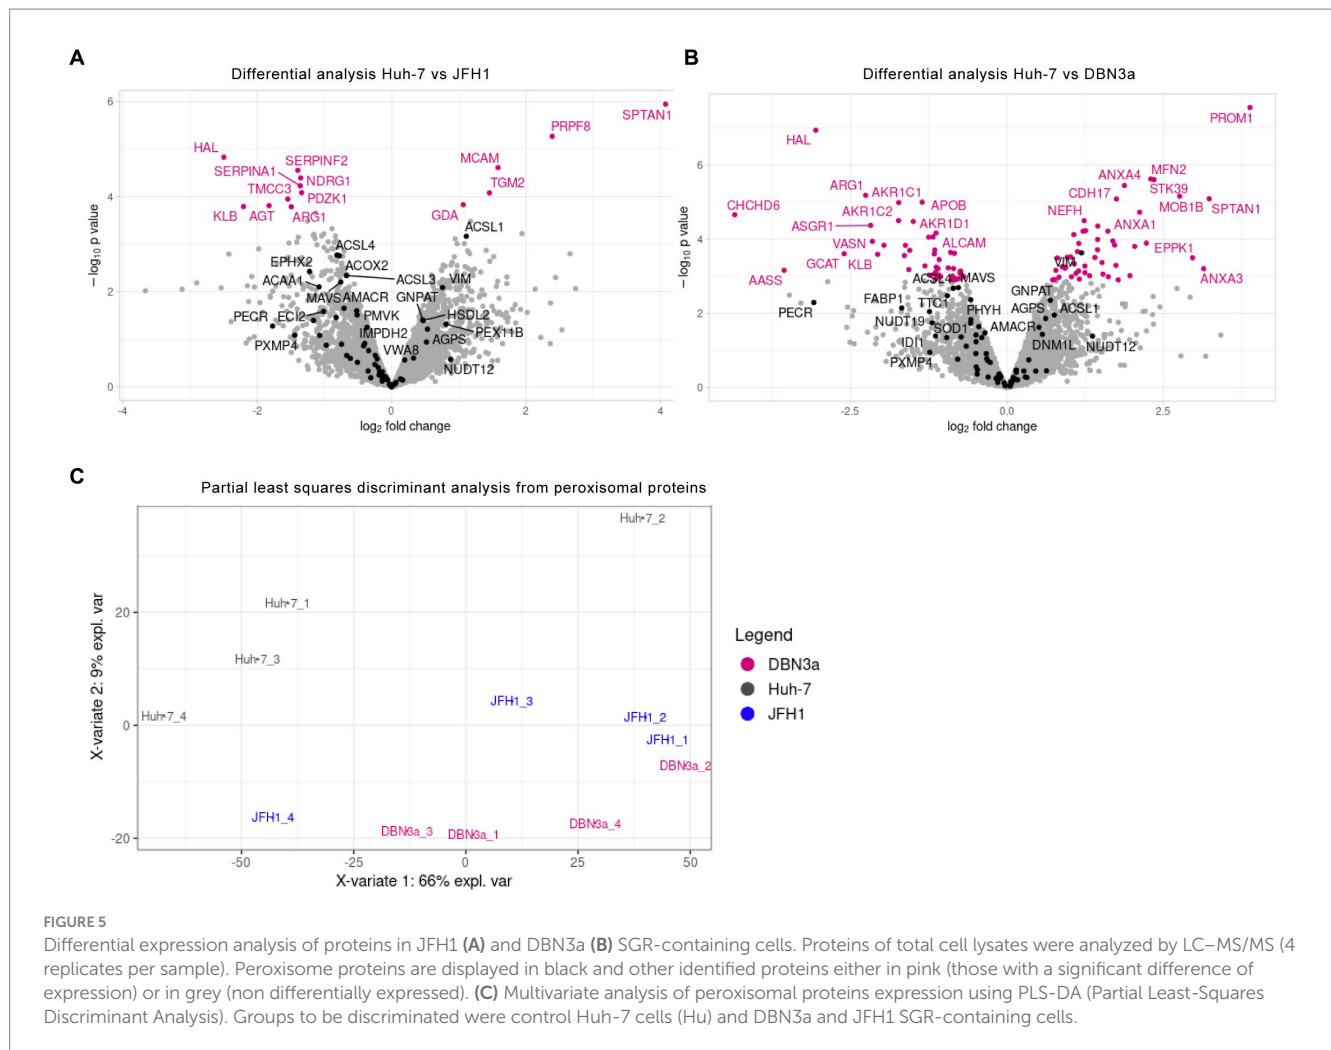 A
Differential analysis Huh-7 vs JFH1
SPTAN1
PRPF8
HAL
SERPINF2
MCAM
SERPINA1
NDRG1
TGM2
TMCC3
PDZK1
KLB
AGT
ARG1
GDA
ACSL1
ACSL4
EPHX2
ACOX2
ACAA1
ACSL3
VIM
MAVS
AMACR
GNPAT
PECR
ECI2
PMVK
HSDL2
IMPDH2
PEX11B
PXMP4
VWA8
AGPS
NUDT12
6
4
2
0
-4
-2
0
2
4
− log10 p value
log2 fold change
B
Differential analysis Huh-7 vs DBN3a
PROM1
HAL
MFN2
ANXA4
ARG1
AKR1C1
STK39
CDH17
CHCHD6
APOB
MOB1B
SPTAN1
AKR1C2
NEFH
ASGR1
AKR1D1
ANXA1
VASN
ALCAM
EPPK1
GCAT
KLB
VIM
AASS
ACSL4
MAVS
ANXA3
GNPAT
FABP1
TTC1
PHYH
AGPS
ACSL1
PECR
NUDT19
SOD1
AMACR
IDI1
DNM1L
NUDT12
PXMP4
6
4
2
0
-2.5
0.0
2.5
− log10 p value
log2 fold change
C
Partial least squares discriminant analysis from peroxisomal proteins
Huh-7_2
Huh-7_1
Huh-7_3
Huh-7_4
JFH1_3
JFH1_2
JFH1_1
DBN3a_2
JFH1_4
DBN3a_3
DBN3a_1
DBN3a_4
20
0
-20
-50
-25
0
25
50
X-variate 2: 9% expl. var
X-variate 1: 66% expl. var
Legend
DBN3a
Huh-7
JFH1
FIGURE 5
Differential expression analysis of proteins in JFH1 (A) and DBN3a (B) SGR-containing cells. Proteins of total cell lysates were analyzed by LC–MS/MS (4
replicates per sample). Peroxisome proteins are displayed in black and other identified proteins either in pink (those with a significant difference of
expression) or in grey (non differentially expressed). (C) Multivariate analysis of peroxisomal proteins expression using PLS-DA (Partial Least-Squares
Discriminant Analysis). Groups to be discriminated were control Huh-7 cells (Hu) and DBN3a and JFH1 SGR-containing cells.